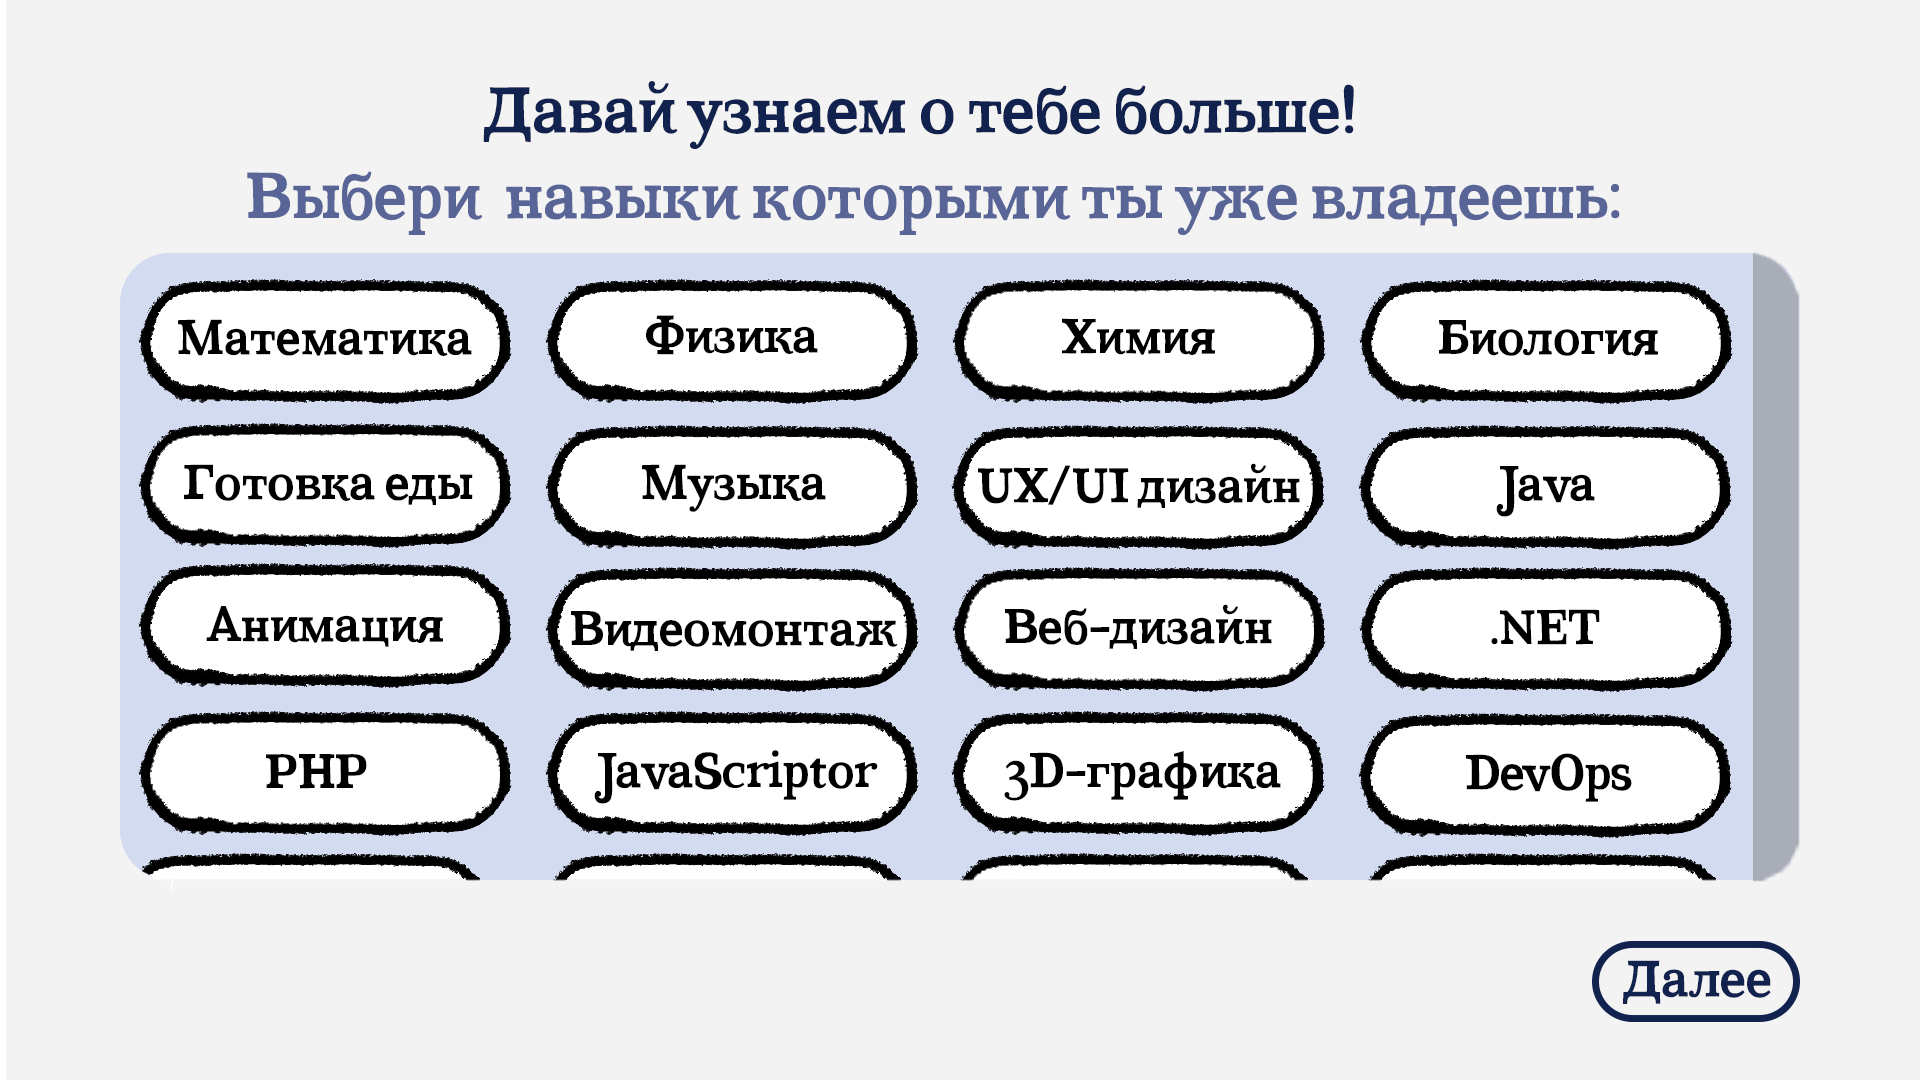 Давай узнаем о тебе больше!
Выбери навыки которыми ты уже владеешь:
Математика
Физика
Химия
Биология
Готовка еды
Музыка
UX/UI дизайн
Java
Анимация
Видеомонтаж
Веб-дизайн
.NET
PHP
JavaScriptor
3D-графика
DevOps
Далее